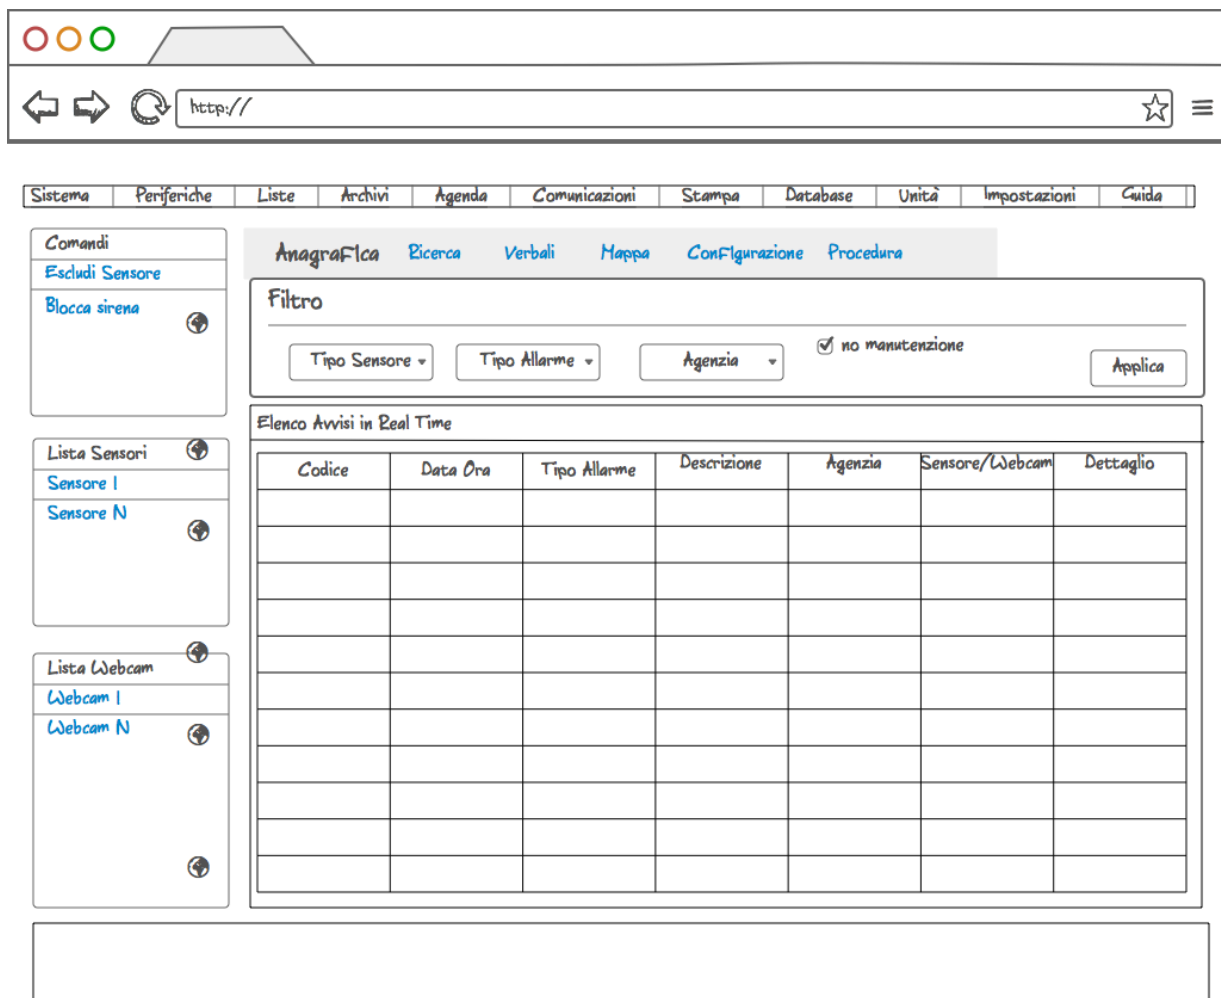 http://
Sistema Periferiche Liste Archivi Agenda Comunicazioni Stampa Database Unità Impostazioni Guida
Comandi
Escludi Sensore
Blocca sirena
Lista Sensori
Sensore 1
Sensore N
Lista Webcam
Webcam 1
Webcam N
Anagrafica Ricerca Verbali Mappa Configurazione Procedura
Filtro
Tipo Sensore Tipo Allarme Agenzia no manutenzione Applica
Elenco Avvisi in Real Time
Codice Data Ora Tipo Allarme Descrizione Agenzia Sensore/Webcam Dettaglio